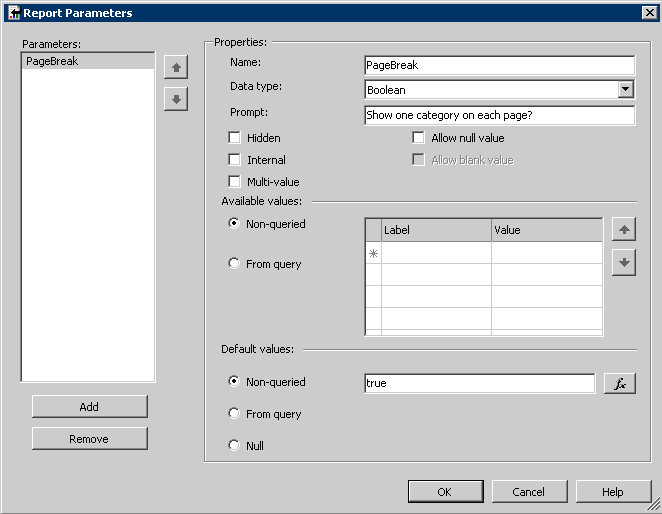 Report Parameters
Parameters:
PageBreak
Add
Remove
Properties:
Name:
PageBreak
Data type:
Boolean
Prompt:
Show one category on each page?
Hidden
Allow null value
Internal
Allow blank value
Multi-value
Available values:
Non-queried
Label
Value
From query
Default values:
Non-queried
true
fx
From query
Null
OK
Cancel
Help